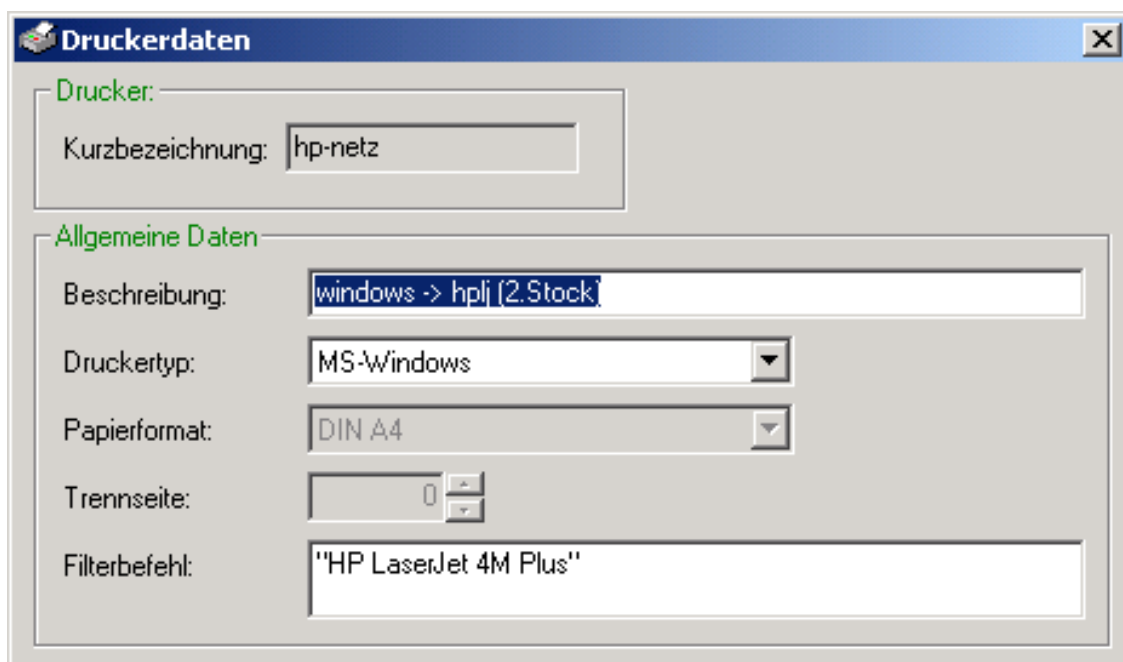 Druckerdaten
Drucker:
Kurzbezeichnung: hp-netz
Allgemeine Daten
Beschreibung: windows -> hplj (2.Stock)
Druckertyp: MS-Windows
Papierformat: DIN A4
Trennseite: 0
Filterbefehl: "HP LaserJet 4M Plus"